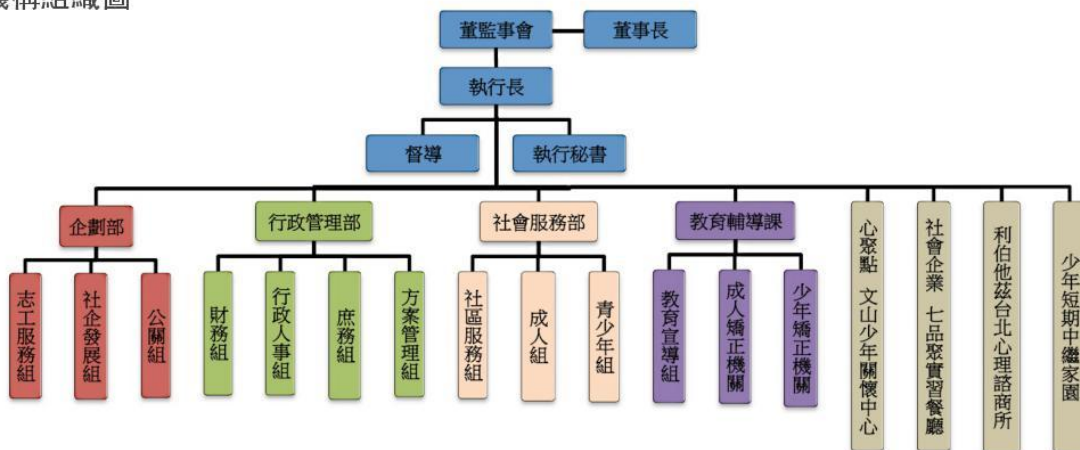 機構組織圖
董監事會
董事長
執行長
督導
執行秘書
企劃部
行政管理部
社會服務部
教育輔導課
志工服務組
社企發展組
公關組
財務組
行政人事組
庶務組
方案管理組
社區服務組
成人組
青少年組
教育宣導組
成人矯正機關
少年矯正機關
心聚點 文山少年關懷中心
社會企業 七品聚實習餐廳
利伯他茲台北心理諮商所
少年短期中繼家園